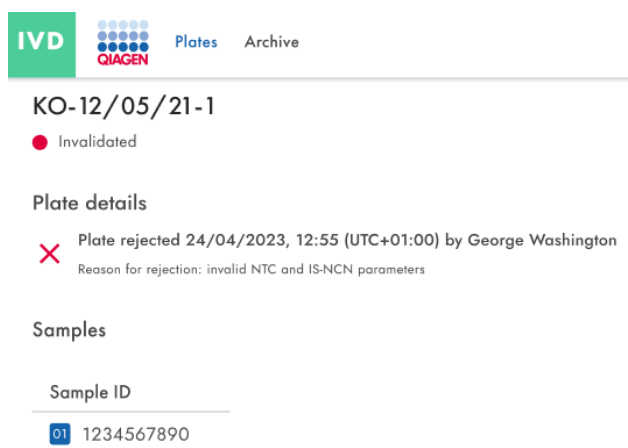 IVD
QIAGEN
Plates Archive
KO-12/05/21-1
Invalidated
Plate details
Plate rejected 24/04/2023, 12:55 (UTC+01:00) by George Washington
Reason for rejection: invalid NTC and IS-NCN parameters
Samples
Sample ID
01 1234567890